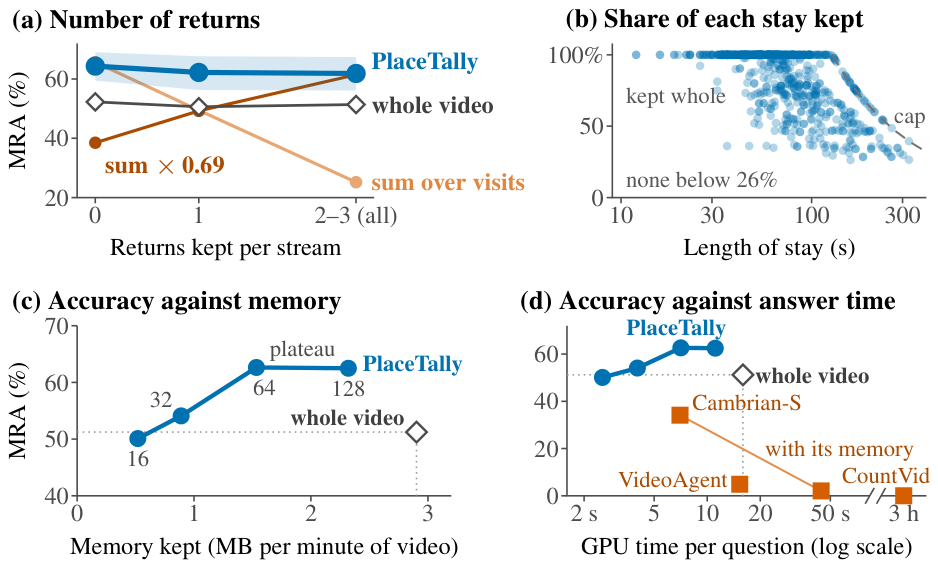 (a) Number of returns
MRA (%)
60
40
20
PlaceTally
whole video
sum × 0.69
sum over visits
0
1
2–3 (all)
Returns kept per stream
(b) Share of each stay kept
100%
50
0
kept whole
cap
none below 26%
10
30
100
300
Length of stay (s)
(c) Accuracy against memory
MRA (%)
70
60
50
40
plateau
PlaceTally
32
64
128
whole video
16
0
1
2
3
Memory kept (MB per minute of video)
(d) Accuracy against answer time
PlaceTally
60
40
20
0
whole video
Cambrian-S
with its memory
VideoAgent
CountVid
2 s
5
10
20
50 s
3 h
GPU time per question (log scale)